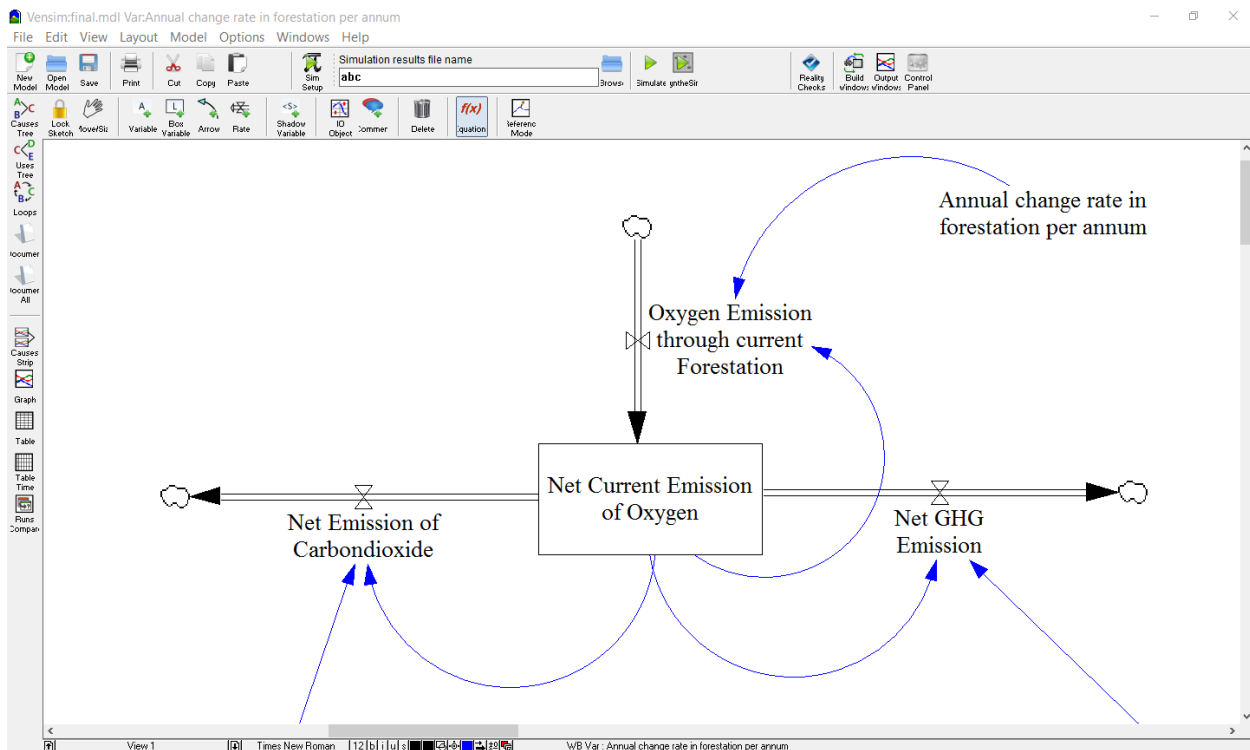 Vensim:final.mdl Var:Annual change rate in forestation per annum
File Edit View Layout Model Options Windows Help
New Model
Open Model
Save
Print
Cut
Copy
Paste
Sim Setup
Simulation results file name
abc
Brows
Simulate
Reality Checks
Build
Output
Control Panel
Causes Tree
Lock Sketch
Variable
Box Variable
Arrow
Rate
Shadow Variable
IO Object
Commer
Delete
f(x)
Equation
Mode
Uses Tree
Loops
All
Causes Strip
Graph
Table
Table Time
Runs
Annual change rate in
forestation per annum
Oxygen Emission
through current
Forestation
Net Current Emission
of Oxygen
Net Emission of
Carbondioxide
Net GHG
Emission
View 1
Times New Roman
12 b i u s
WB Var : Annual change rate in forestation per annum